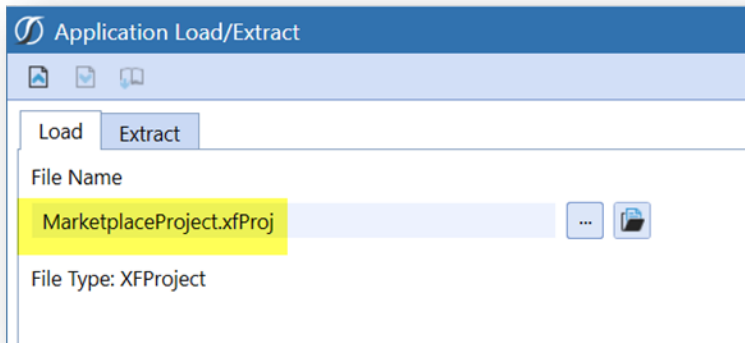 Application Load/Extract
Load Extract
File Name
MarketplaceProject.xfProj ...
File Type: XFProject